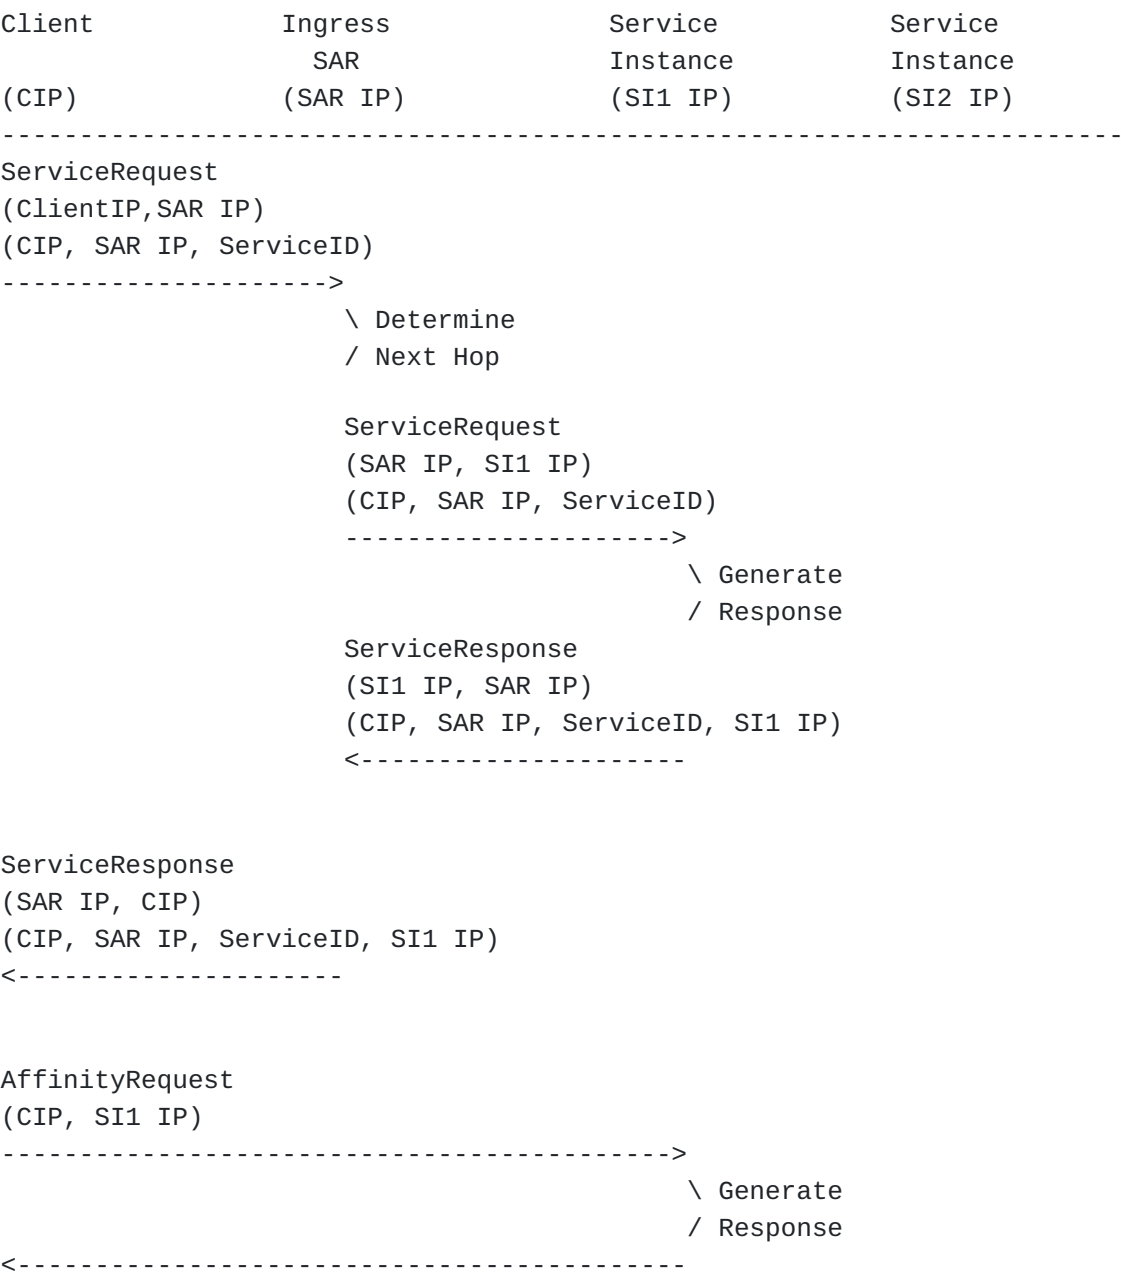 Client            Ingress              Service           Service
                    SAR                Instance          Instance
(CIP)             (SAR IP)             (SI1 IP)          (SI2 IP)
------------------------------------------------------------------------
ServiceRequest
(ClientIP,SAR IP)
(CIP, SAR IP, ServiceID)
--------------------->
                      \ Determine
                      / Next Hop
                      ServiceRequest
                      (SAR IP, SI1 IP)
                      (CIP, SAR IP, ServiceID)
                      --------------------->
                                            \ Generate
                                            / Response
                      ServiceResponse
                      (SI1 IP, SAR IP)
                      (CIP, SAR IP, ServiceID, SI1 IP)
                      <---------------------
ServiceResponse
(SAR IP, CIP)
(CIP, SAR IP, ServiceID, SI1 IP)
<---------------------
AffinityRequest
(CIP, SI1 IP)
------------------------------------------->
                                            \ Generate
                                            / Response
<-------------------------------------------